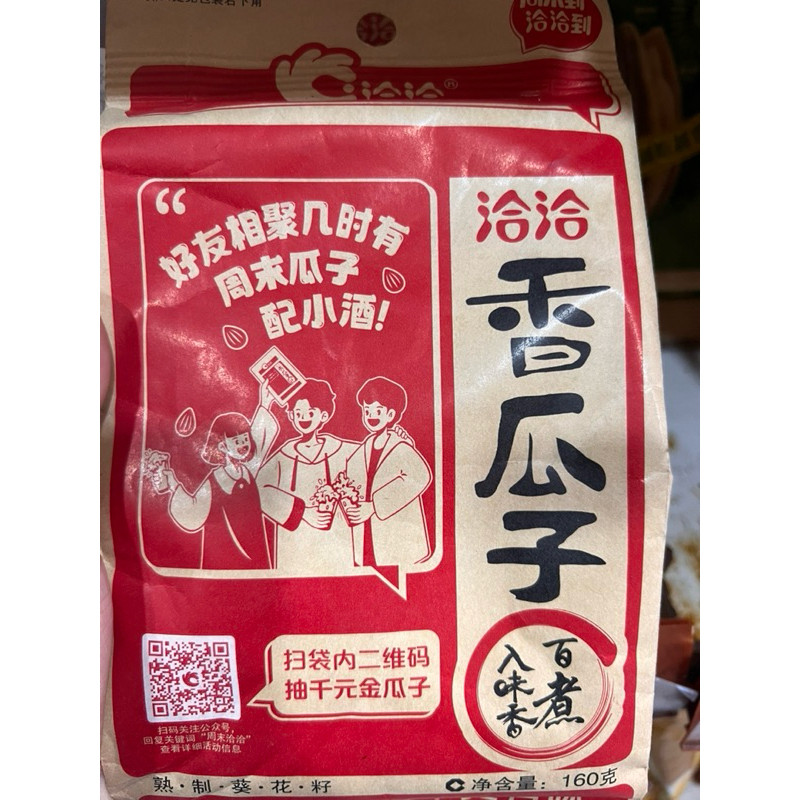 洽洽到
洽洽®
“
好友相聚几时有
周末瓜子
配小酒!
洽洽
香瓜子
百煮
入味香
扫袋内二维码
抽千元金瓜子
扫码关注公众号,
回复关键词“周末洽洽”
查看详细活动信息
熟·制·葵·花·籽
净含量: 160克